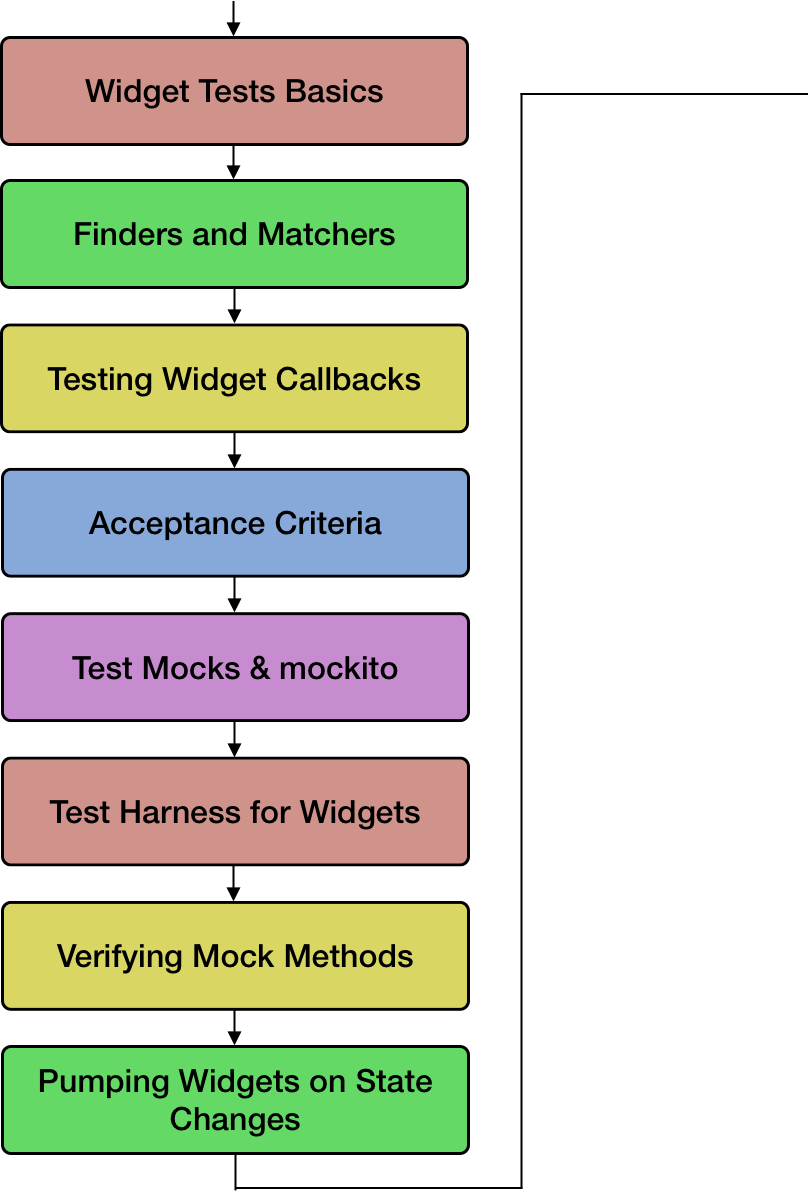 Widget Tests Basics
Finders and Matchers
Testing Widget Callbacks
Acceptance Criteria
Test Mocks & mockito
Test Harness for Widgets
Verifying Mock Methods
Pumping Widgets on State
Changes